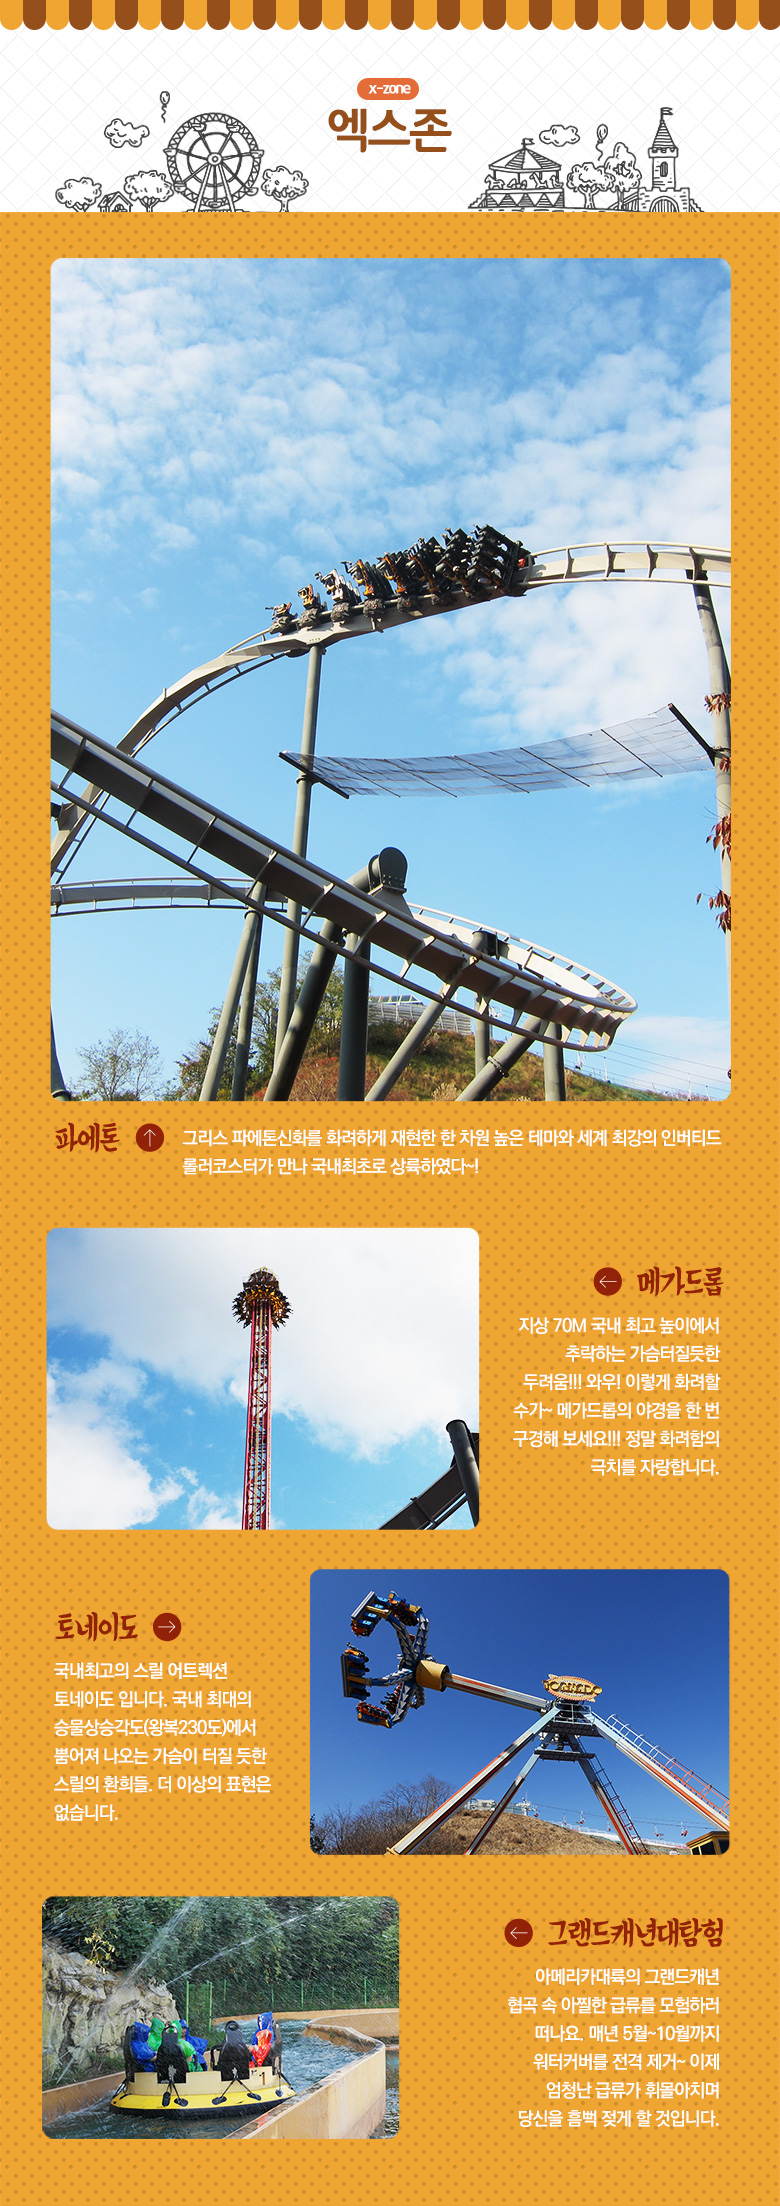 x-zone
엑스존
파에톤
그리스 파에톤신화를 화려하게 재현한 한 차원 높은 테마와 세계 최강의 인버티드
롤러코스터가 만나 국내최초로 상륙하였다~!
메가드롭
지상 70M 국내 최고 높이에서
추락하는 가슴터질듯한
두려움!!! 와우! 이렇게 화려할
수가~ 메가드롭의 야경을 한 번
구경해 보세요!!! 정말 화려함의
극치를 자랑합니다.
토네이도
국내최고의 스릴 어트렉션
토네이도 입니다. 국내 최대의
승물상승각도(왕복230도)에서
뿜어져 나오는 가슴이 터질 듯한
스릴의 환희들. 더 이상의 표현은
없습니다.
그랜드캐년대탐험
아메리카대륙의 그랜드캐년
협곡 속 아찔한 급류를 모험하러
떠나요. 매년 5월~10월까지
워터커버를 전격 제거~ 이제
엄청난 급류가 휘몰아치며
당신을 흠뻑 젖게 할 것입니다.
1